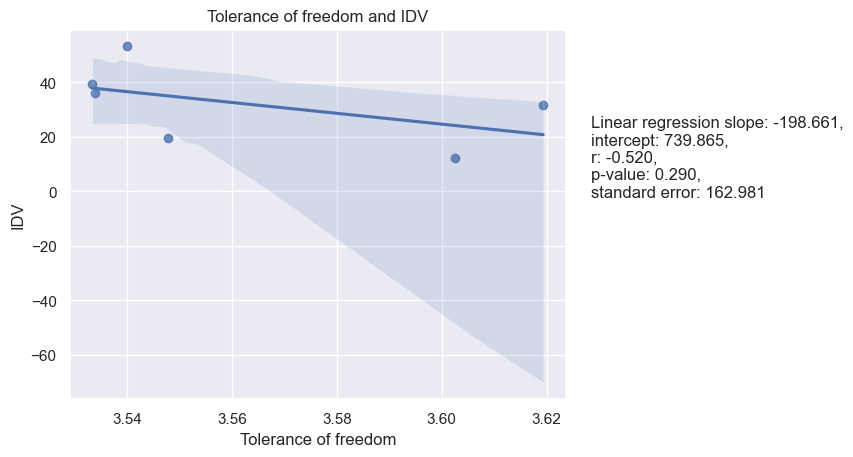 Tolerance of freedom and IDV
40
20
0
−20
−40
−60
IDV
3.54 3.56 3.58 3.60 3.62
Tolerance of freedom
Linear regression slope: -198.661,
intercept: 739.865,
r: -0.520,
p-value: 0.290,
standard error: 162.981